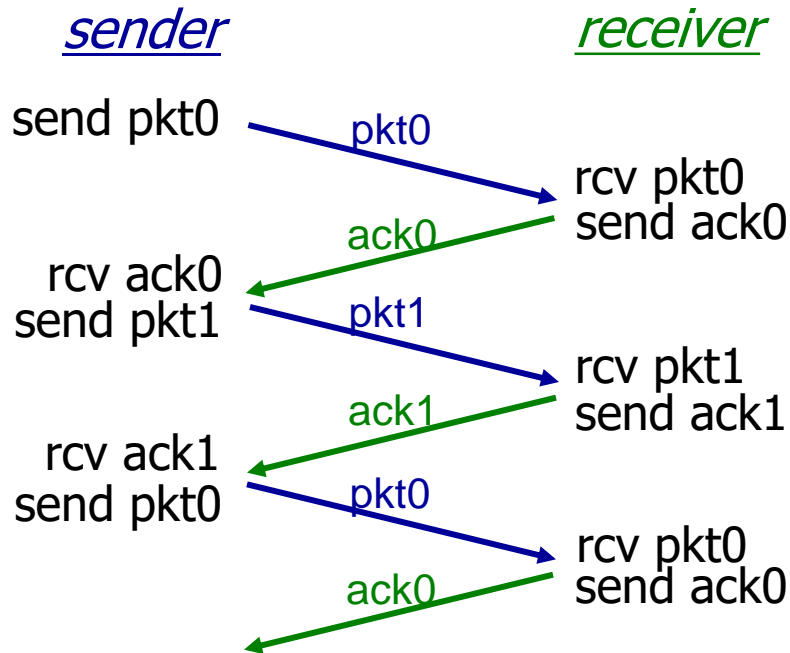 sender
receiver
send pkt0
pkt0
rcv pkt0
send ack0
ack0
rcv ack0
send pkt1
pkt1
rcv pkt1
send ack1
ack1
rcv ack1
send pkt0
pkt0
rcv pkt0
send ack0
ack0